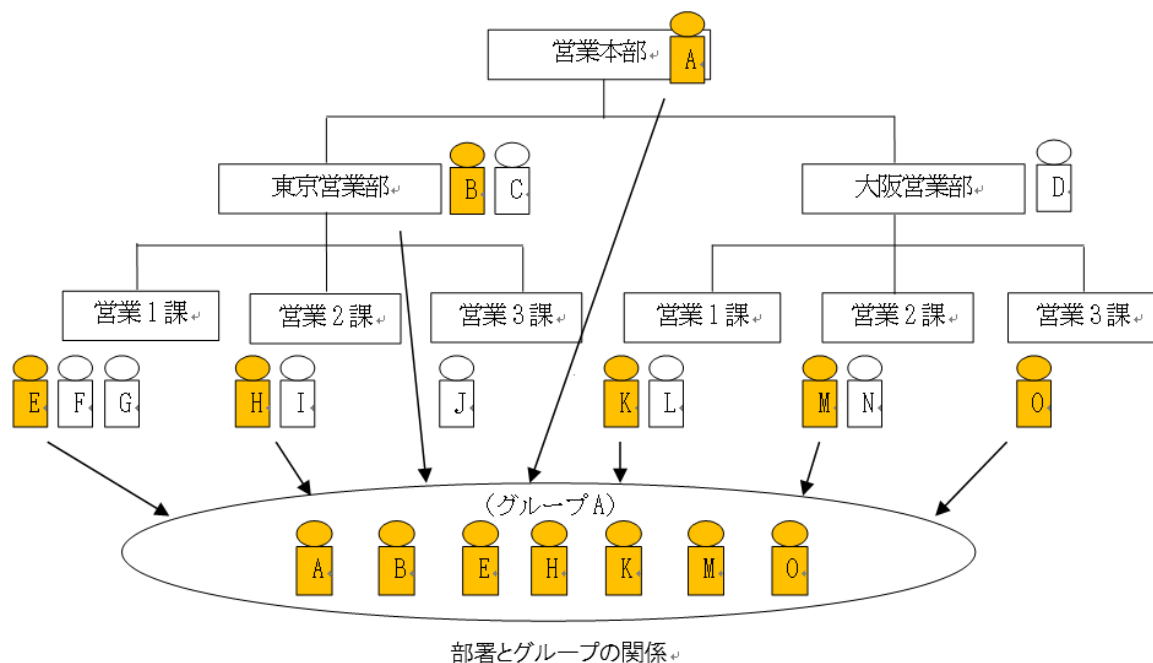 営業本部
A
東京営業部
B
C
大阪営業部
D
営業1課
営業2課
営業3課
営業1課
営業2課
営業3課
E
F
G
H
I
J
K
L
M
N
O
(グループA)
A
B
E
H
K
M
O
部署とグループの関係